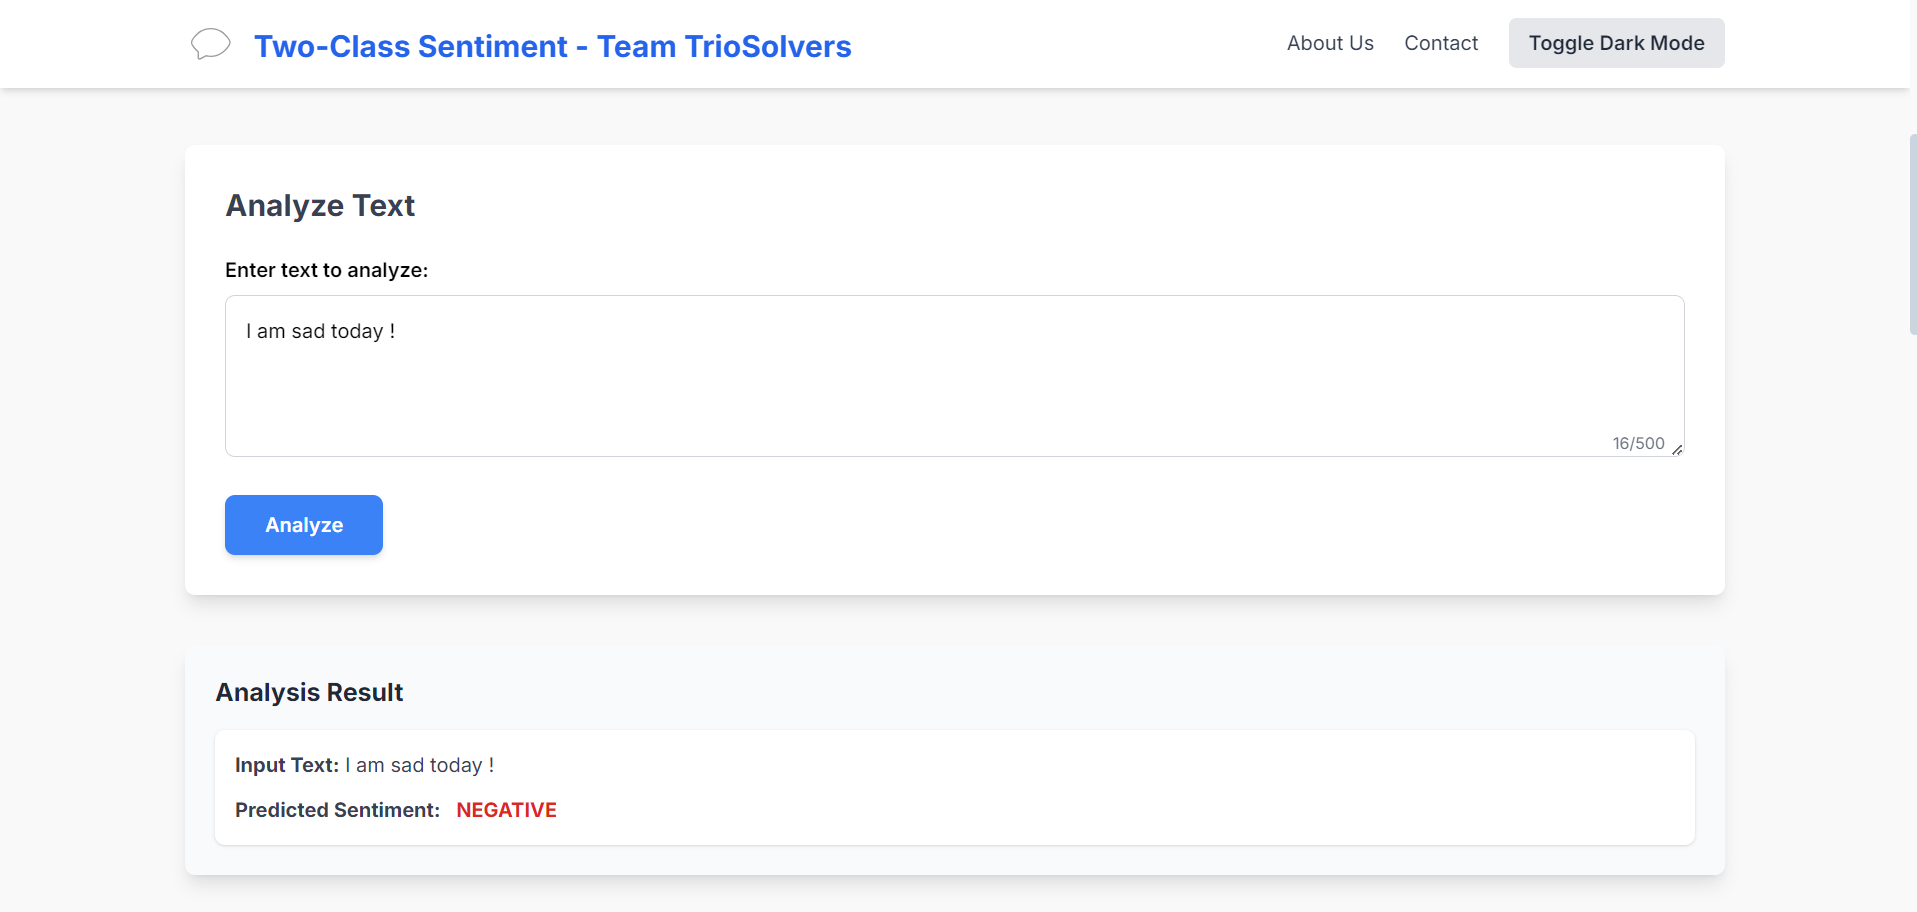 Two-Class Sentiment - Team TrioSolvers
About Us
Contact
Toggle Dark Mode
Analyze Text
Enter text to analyze:
I am sad today !
16/500
Analyze
Analysis Result
Input Text: I am sad today !
Predicted Sentiment: NEGATIVE